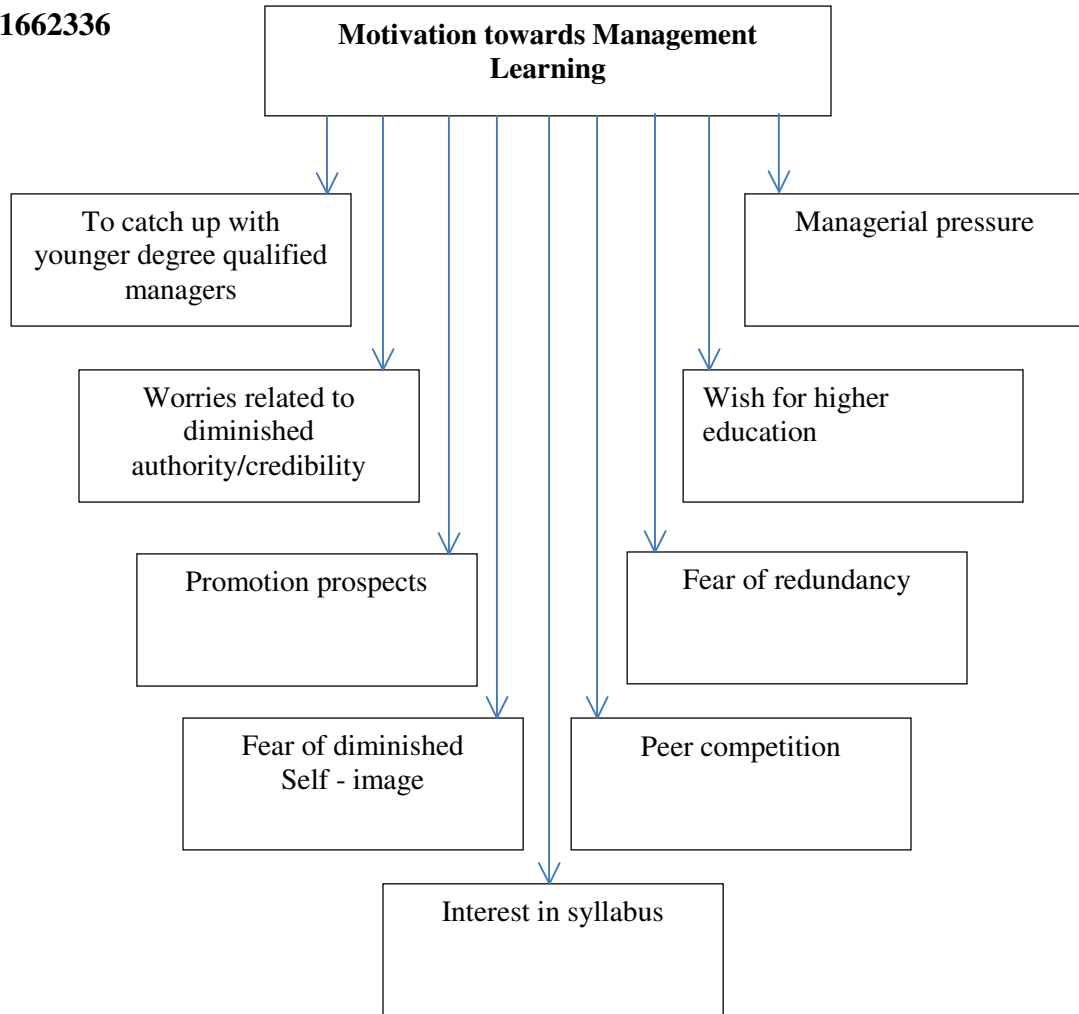 1662336
Motivation towards Management
Learning
To catch up with
younger degree qualified
managers
Managerial pressure
Worries related to
diminished
authority/credibility
Wish for higher
education
Promotion prospects
Fear of redundancy
Fear of diminished
Self - image
Peer competition
Interest in syllabus